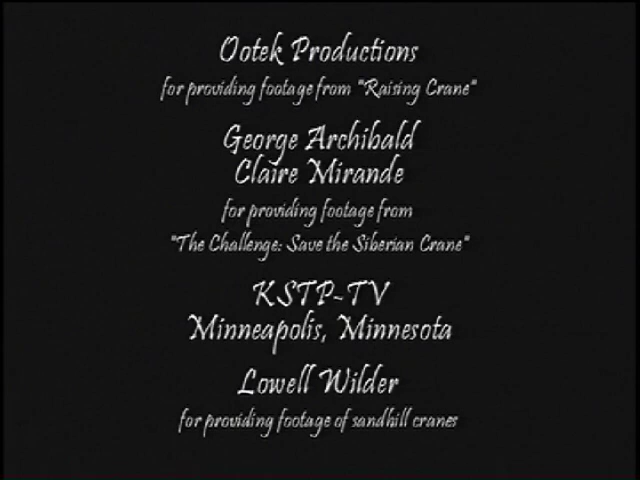 Ootek Productions
for providing footage from "Raising Crane"
George Archibald
Claire Mirande
for providing footage from
"The Challenge: Save the Siberian Crane"
KSTP-TV
Minneapolis, Minnesota
Lowell Wilder
for providing footage of sandhill cranes